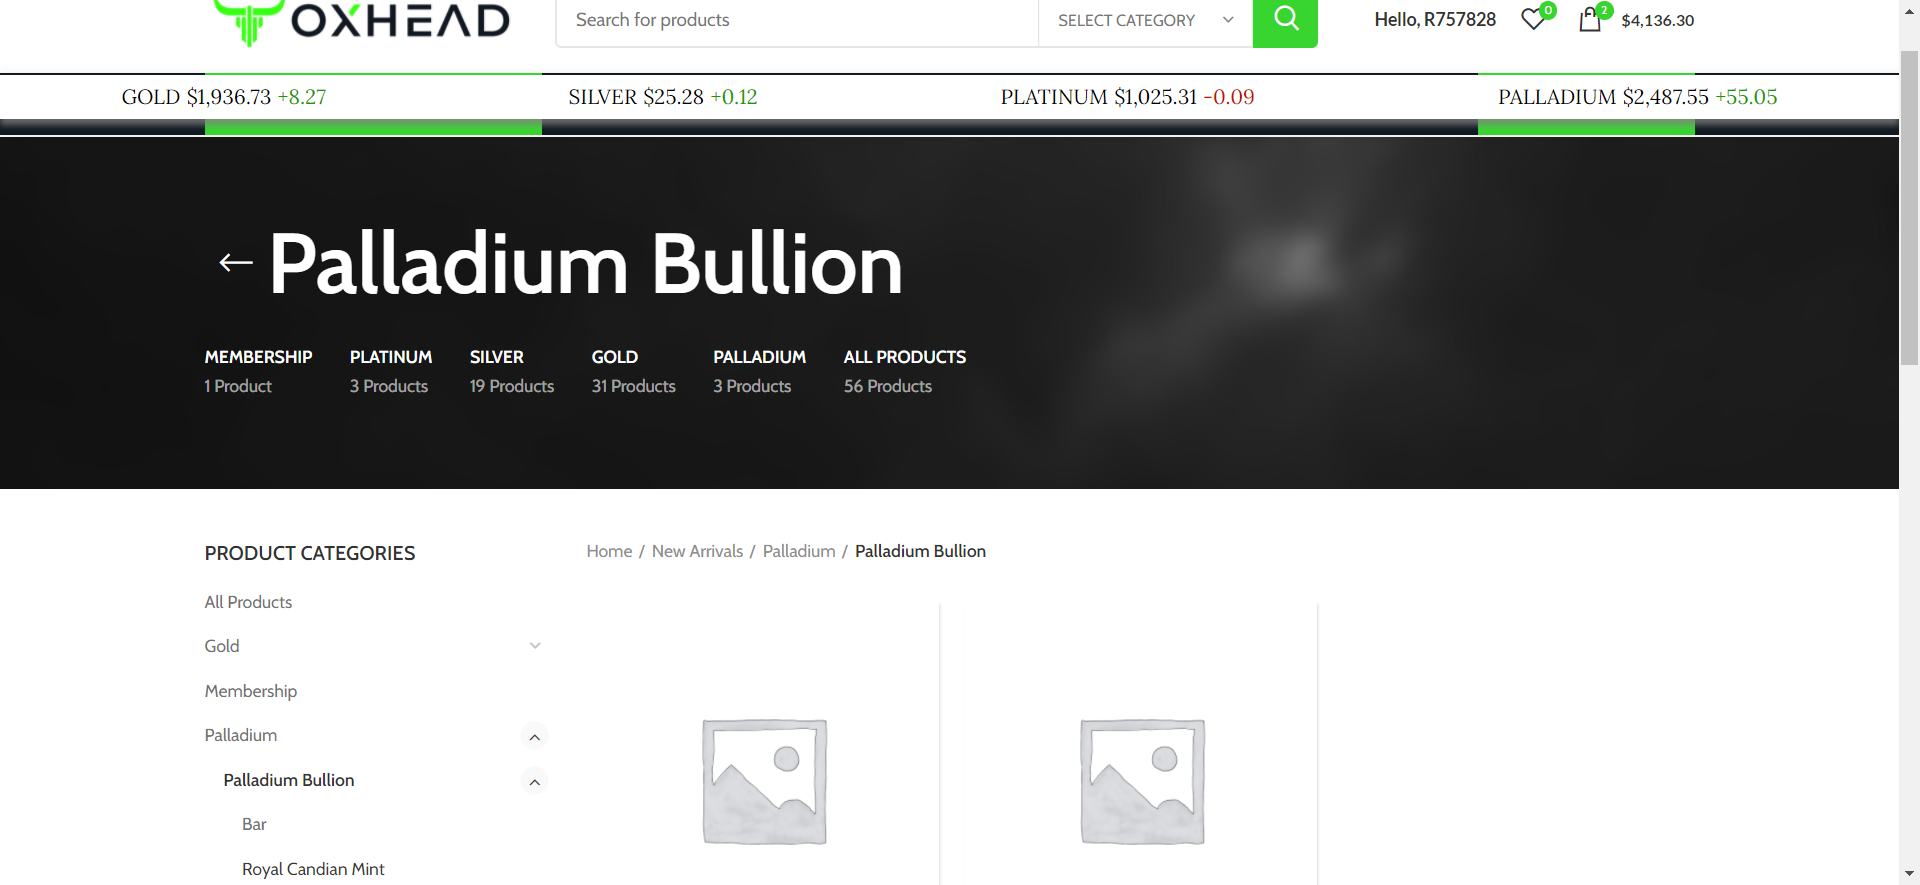 OXHEAD
Search for products
SELECT CATEGORY
Hello, R757828
0
2
$4,136.30
GOLD $1,936.73 +8.27
SILVER $25.28 +0.12
PLATINUM $1,025.31 -0.09
PALLADIUM $2,487.55 +55.05
Palladium Bullion
MEMBERSHIP
1 Product
PLATINUM
3 Products
SILVER
19 Products
GOLD
31 Products
PALLADIUM
3 Products
ALL PRODUCTS
56 Products
PRODUCT CATEGORIES
All Products
Gold
Membership
Palladium
Palladium Bullion
Bar
Royal Candian Mint
Home / New Arrivals / Palladium / Palladium Bullion